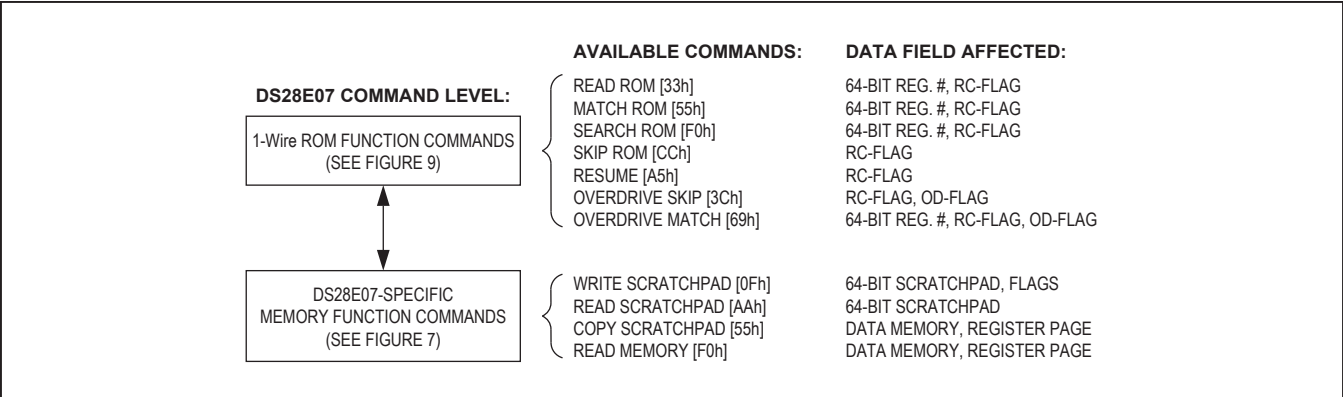 AVAILABLE COMMANDS: DATA FIELD AFFECTED:
DS28E07 COMMAND LEVEL:
1-Wire ROM FUNCTION COMMANDS
(SEE FIGURE 9)
READ ROM [33h] 64-BIT REG. #, RC-FLAG
MATCH ROM [55h] 64-BIT REG. #, RC-FLAG
SEARCH ROM [F0h] 64-BIT REG. #, RC-FLAG
SKIP ROM [CCh] RC-FLAG
RESUME [A5h] RC-FLAG
OVERDRIVE SKIP [3Ch] RC-FLAG, OD-FLAG
OVERDRIVE MATCH [69h] 64-BIT REG. #, RC-FLAG, OD-FLAG
DS28E07-SPECIFIC
MEMORY FUNCTION COMMANDS
(SEE FIGURE 7)
WRITE SCRATCHPAD [0Fh] 64-BIT SCRATCHPAD, FLAGS
READ SCRATCHPAD [AAh] 64-BIT SCRATCHPAD
COPY SCRATCHPAD [55h] DATA MEMORY, REGISTER PAGE
READ MEMORY [F0h] DATA MEMORY, REGISTER PAGE